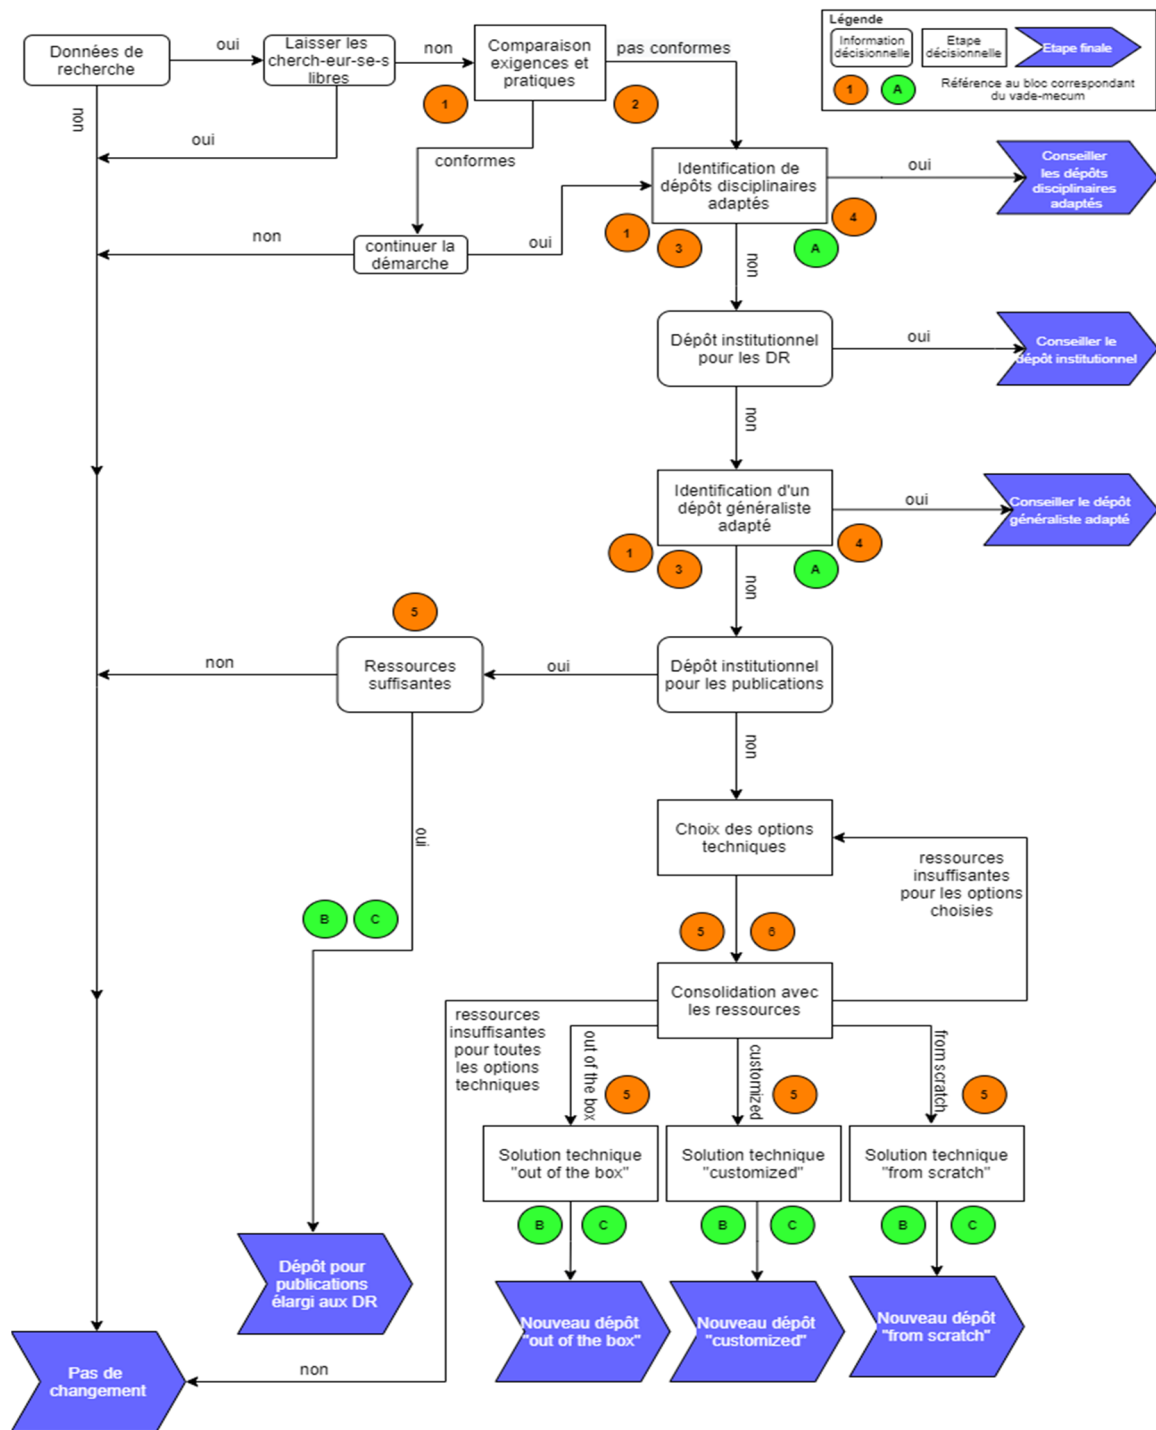 Légende
Information
décisionnelle
Etape
décisionnelle
Etape finale
1
A
Référence au bloc correspondant
du vade-mecum
Données de
recherche
oui
Laisser les
cherch-eur-se-s
libres
non
Comparaison
exigences et
pratiques
pas conformes
1
2
non
oui
conformes
Identification de
dépôts disciplinaires
adaptés
oui
Conseiller
les dépôts
disciplinaires
adaptés
non
continuer la
démarche
oui
1
3
A
4
non
Dépôt institutionnel
pour les DR
oui
Conseiller le
dépôt institutionnel
non
Identification d'un
dépôt généraliste
adapté
oui
Conseiller le dépôt
généraliste adapté
1
3
A
4
non
5
non
Ressources
suffisantes
oui
Dépôt institutionnel
pour les publications
non
oui
Choix des options
techniques
ressources
insuffisantes
pour les options
choisies
B
C
5
6
Consolidation avec
les ressources
ressources
insuffisantes
pour toutes
les options
techniques
out of the box
customized
from scratch
5
5
5
Solution technique
"out of the box"
Solution technique
"customized"
Solution technique
"from scratch"
B
C
B
C
B
C
Dépôt pour
publications
élargi aux DR
Nouveau dépôt
"out of the box"
Nouveau dépôt
"customized"
Nouveau dépôt
"from scratch"
non
Pas de
changement